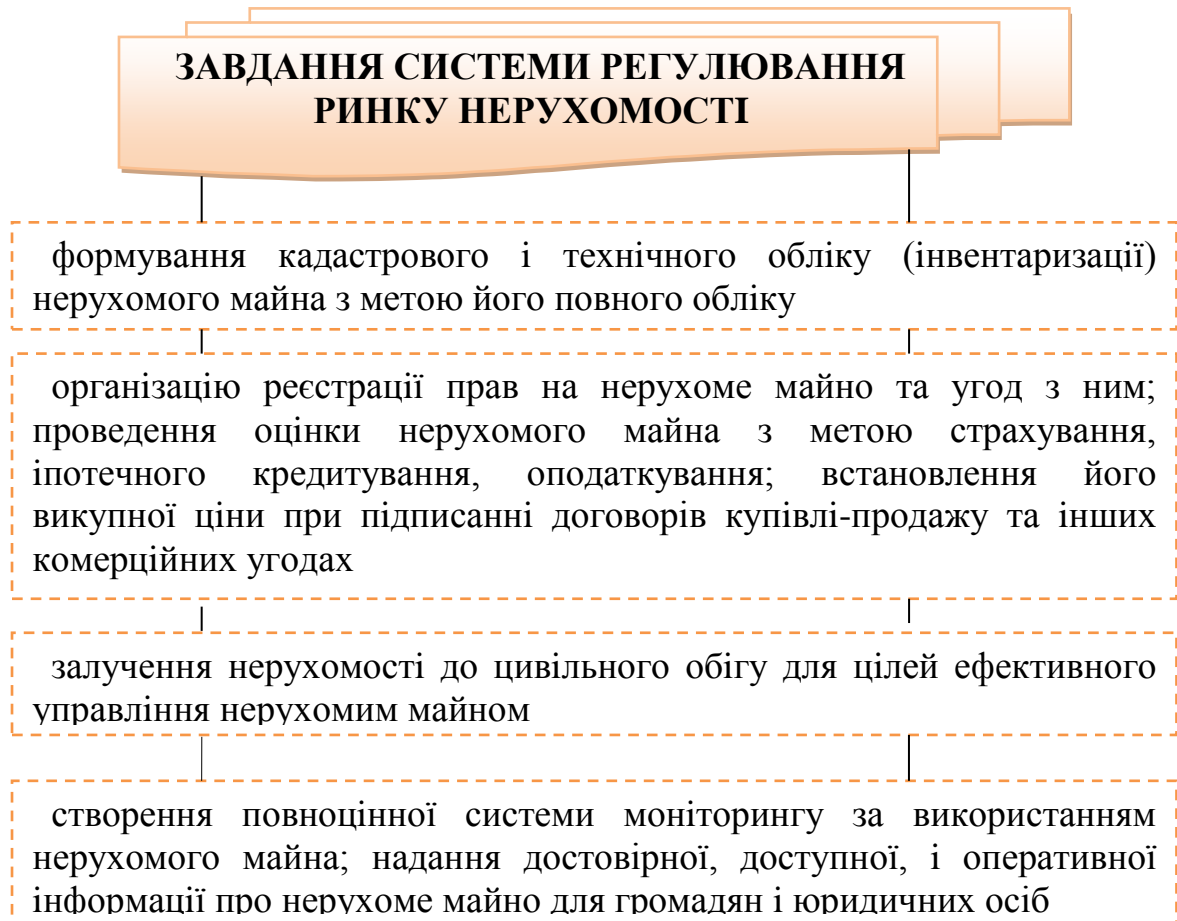 ЗАВДАННЯ СИСТЕМИ РЕГУЛЮВАННЯ
РИНКУ НЕРУХОМОСТІ
формування кадастрового і технічного обліку (інвентаризації)
нерухомого майна з метою його повного обліку
організацію реєстрації прав на нерухоме майно та угод з ним;
проведення оцінки нерухомого майна з метою страхування,
іпотечного кредитування, оподаткування; встановлення його
викупної ціни при підписанні договорів купівлі-продажу та інших
комерційних угодах
залучення нерухомості до цивільного обігу для цілей ефективного
управління нерухомим майном
створення повноцінної системи моніторингу за використанням
нерухомого майна; надання достовірної, доступної, і оперативної
інформації про нерухоме майно для громадян і юридичних осіб